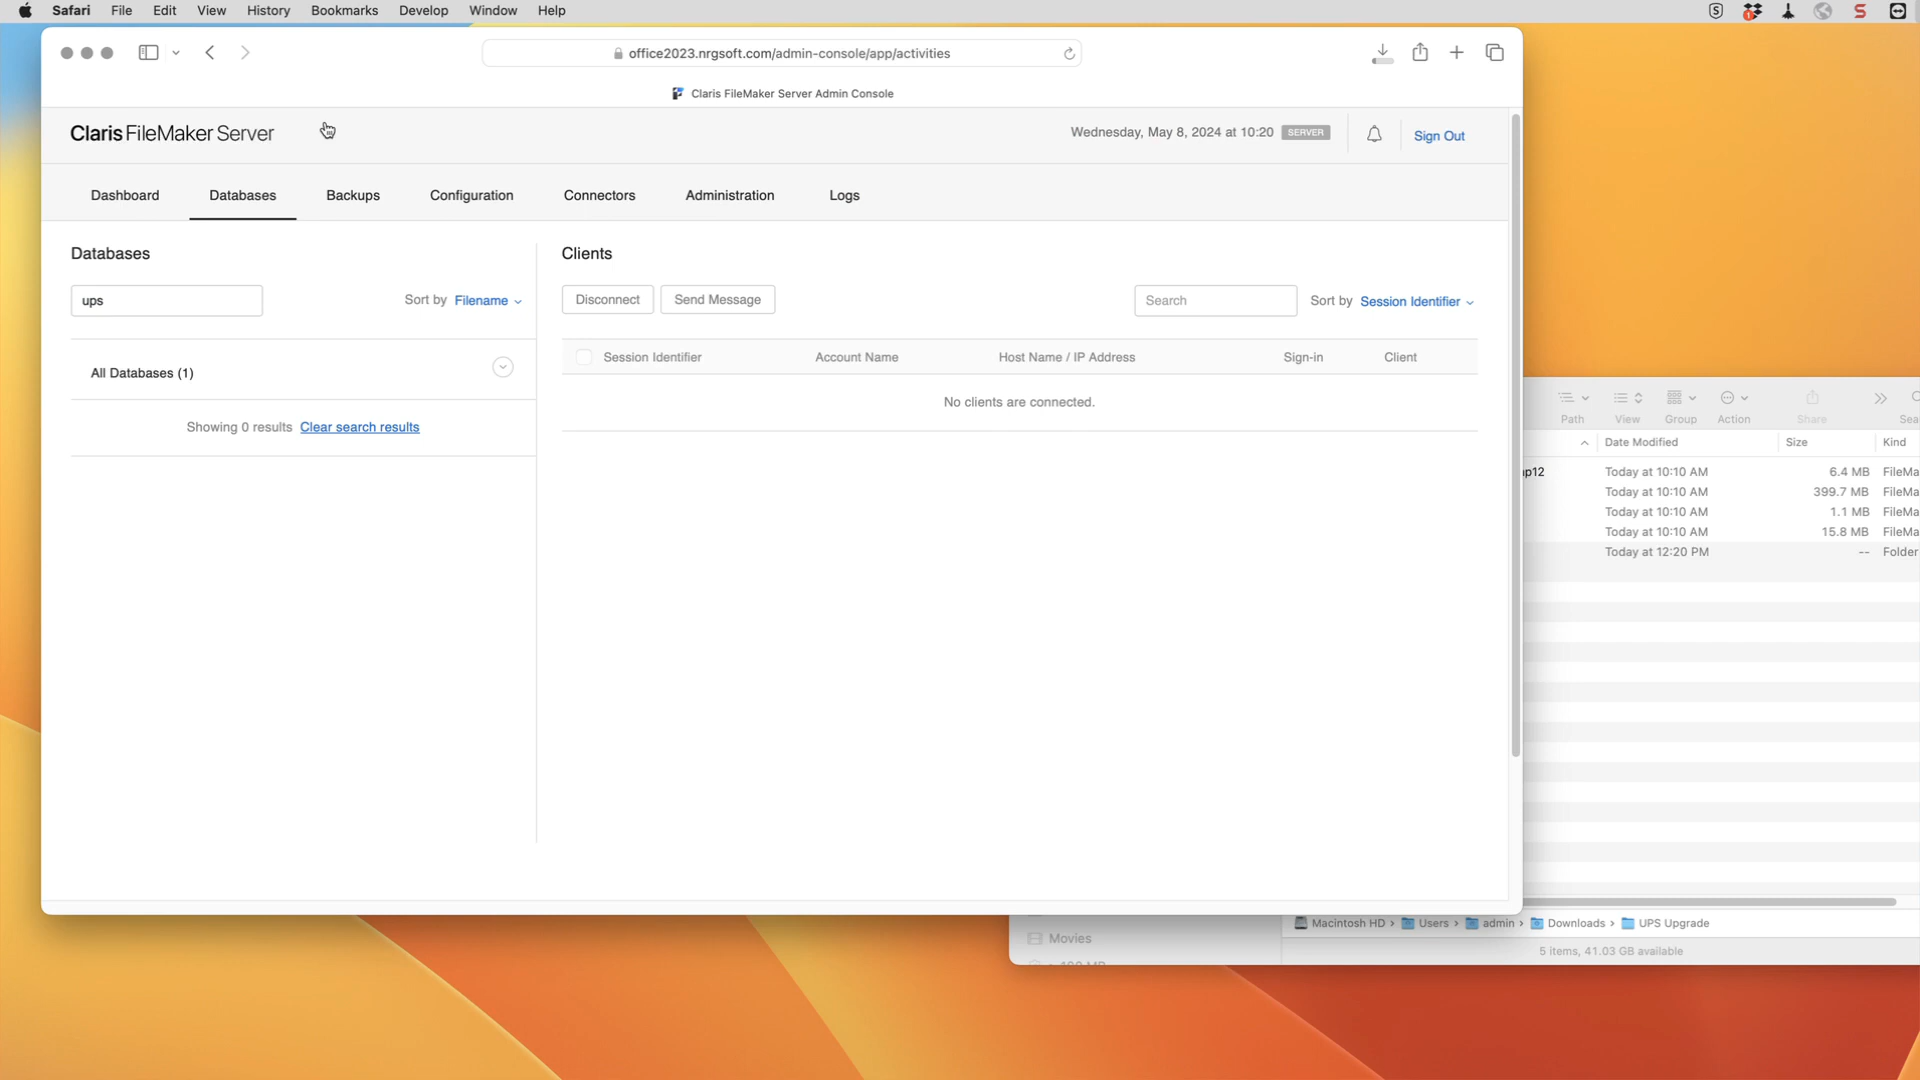 Safari File Edit View History Bookmarks Develop Window Help
office2023.nrgsoft.com/admin-console/app/activities
Claris FileMaker Server Admin Console
Claris FileMaker Server
Wednesday, May 8, 2024 at 10:20 SERVER
Sign Out
Dashboard Databases Backups Configuration Connectors Administration Logs
Databases
ups
Sort by Filename
All Databases (1)
Showing 0 results Clear search results
Clients
Disconnect Send Message
Search
Sort by Session Identifier
Session Identifier Account Name Host Name / IP Address Sign-in Client
No clients are connected.
Path View Group Action Share
Date Modified Size Kind
Today at 10:10 AM 6.4 MB
Today at 10:10 AM 399.7 MB
Today at 10:10 AM 1.1 MB
Today at 10:10 AM 15.8 MB
Today at 12:20 PM -- Folder
Macintosh HD › Users › admin › Downloads › UPS Upgrade
Movies
5 items, 41.03 GB available